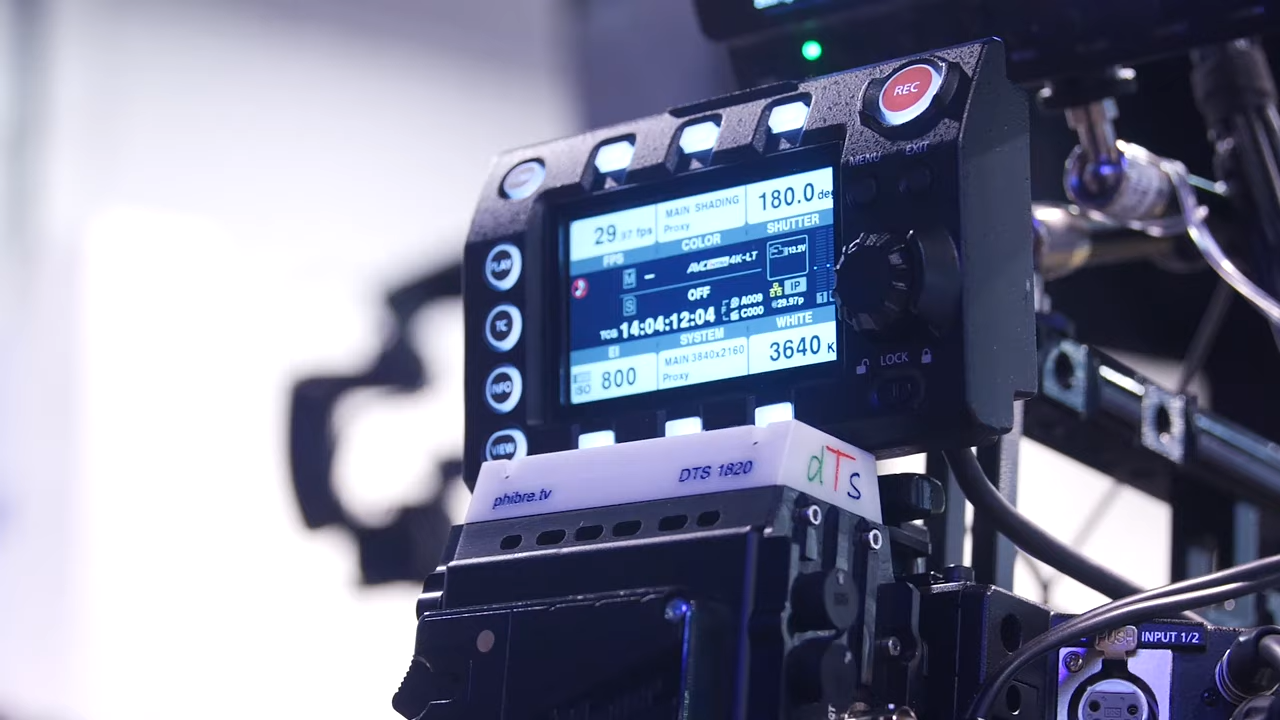 REC
MENU EXIT
29.97 fps
MAIN SHADING
Proxy
180.0 deg
FPS COLOR SHUTTER
PLAY
M - AVC 4K-LT
13.2V
S OFF
IP
A009
C000
29.97p
TC
TCG 14:04:12:04
EI SYSTEM WHITE
ISO 800
MAIN 3840x2160
Proxy
3640 K
INFO
LOCK
VIEW
phibre.tv DTS 1820
dTs
PUSH INPUT 1/2